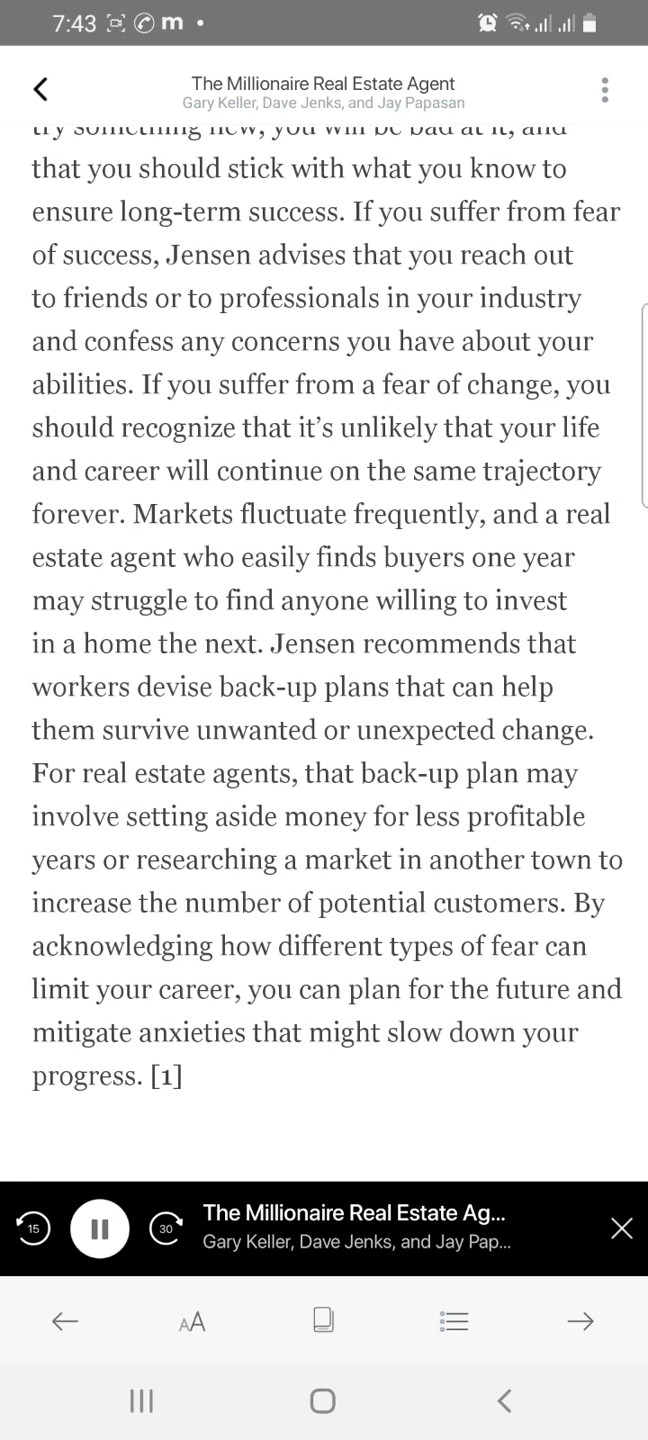 7:43 m
The Millionaire Real Estate Agent
Gary Keller, Dave Jenks, and Jay Papasan
try something new, you will be bad at it, and
that you should stick with what you know to
ensure long-term success. If you suffer from fear
of success, Jensen advises that you reach out
to friends or to professionals in your industry
and confess any concerns you have about your
abilities. If you suffer from a fear of change, you
should recognize that it’s unlikely that your life
and career will continue on the same trajectory
forever. Markets fluctuate frequently, and a real
estate agent who easily finds buyers one year
may struggle to find anyone willing to invest
in a home the next. Jensen recommends that
workers devise back-up plans that can help
them survive unwanted or unexpected change.
For real estate agents, that back-up plan may
involve setting aside money for less profitable
years or researching a market in another town to
increase the number of potential customers. By
acknowledging how different types of fear can
limit your career, you can plan for the future and
mitigate anxieties that might slow down your
progress. [1]
15
30
The Millionaire Real Estate Ag...
Gary Keller, Dave Jenks, and Jay Pap...
AA